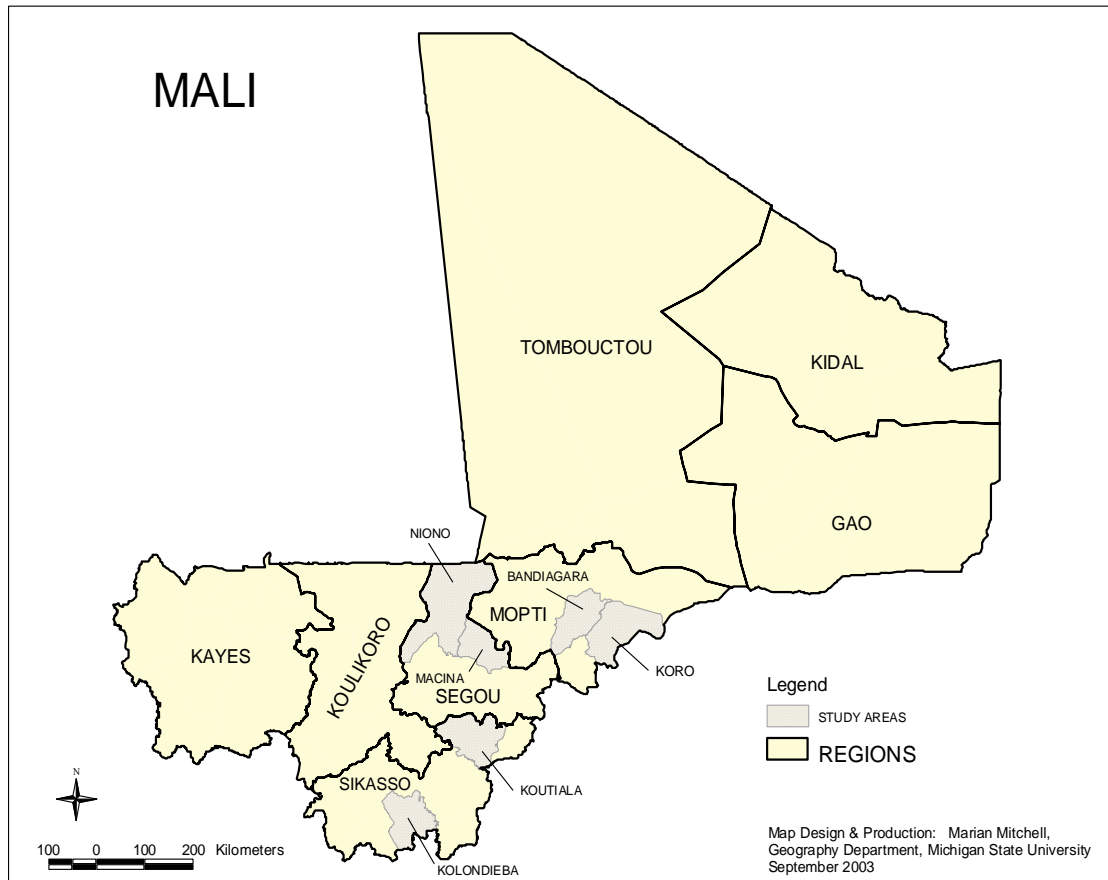 MALI
TOMBOUCTOU
KIDAL
GAO
NIONO
BANDIAGARA
MOPTI
KAYES
KOULIKORO
MACINA
SEGOU
KORO
Legend
STUDY AREAS
REGIONS
KOUTIALA
SIKASSO
KOLONDIEBA
N
100 0 100 200 Kilometers
Map Design & Production: Marian Mitchell,
Geography Department, Michigan State University
September 2003